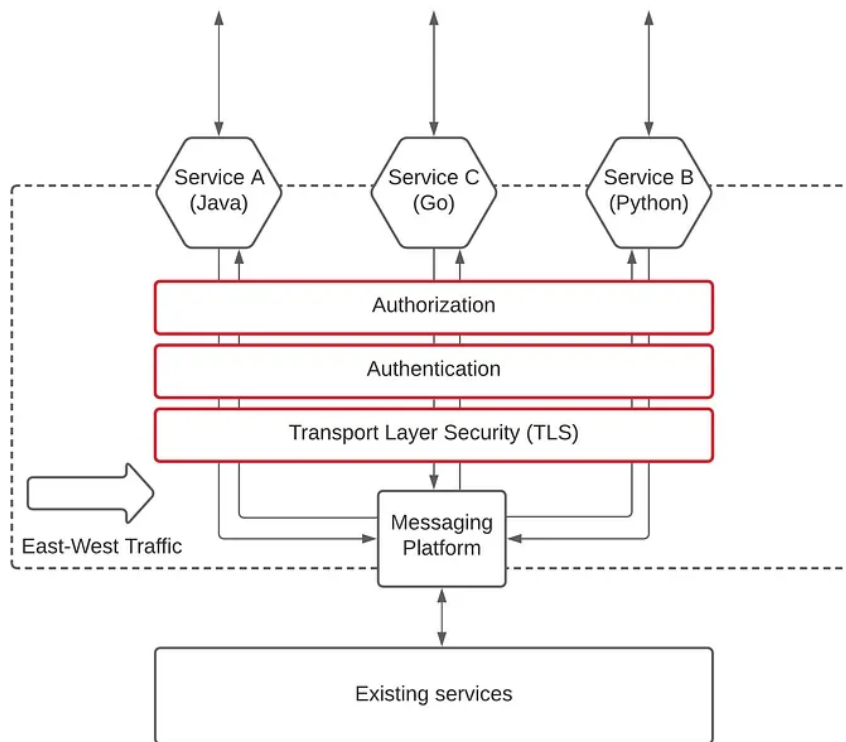 Service A
(Java)
Service C
(Go)
Service B
(Python)
Authorization
Authentication
Transport Layer Security (TLS)
Messaging
Platform
East-West Traffic
Existing services